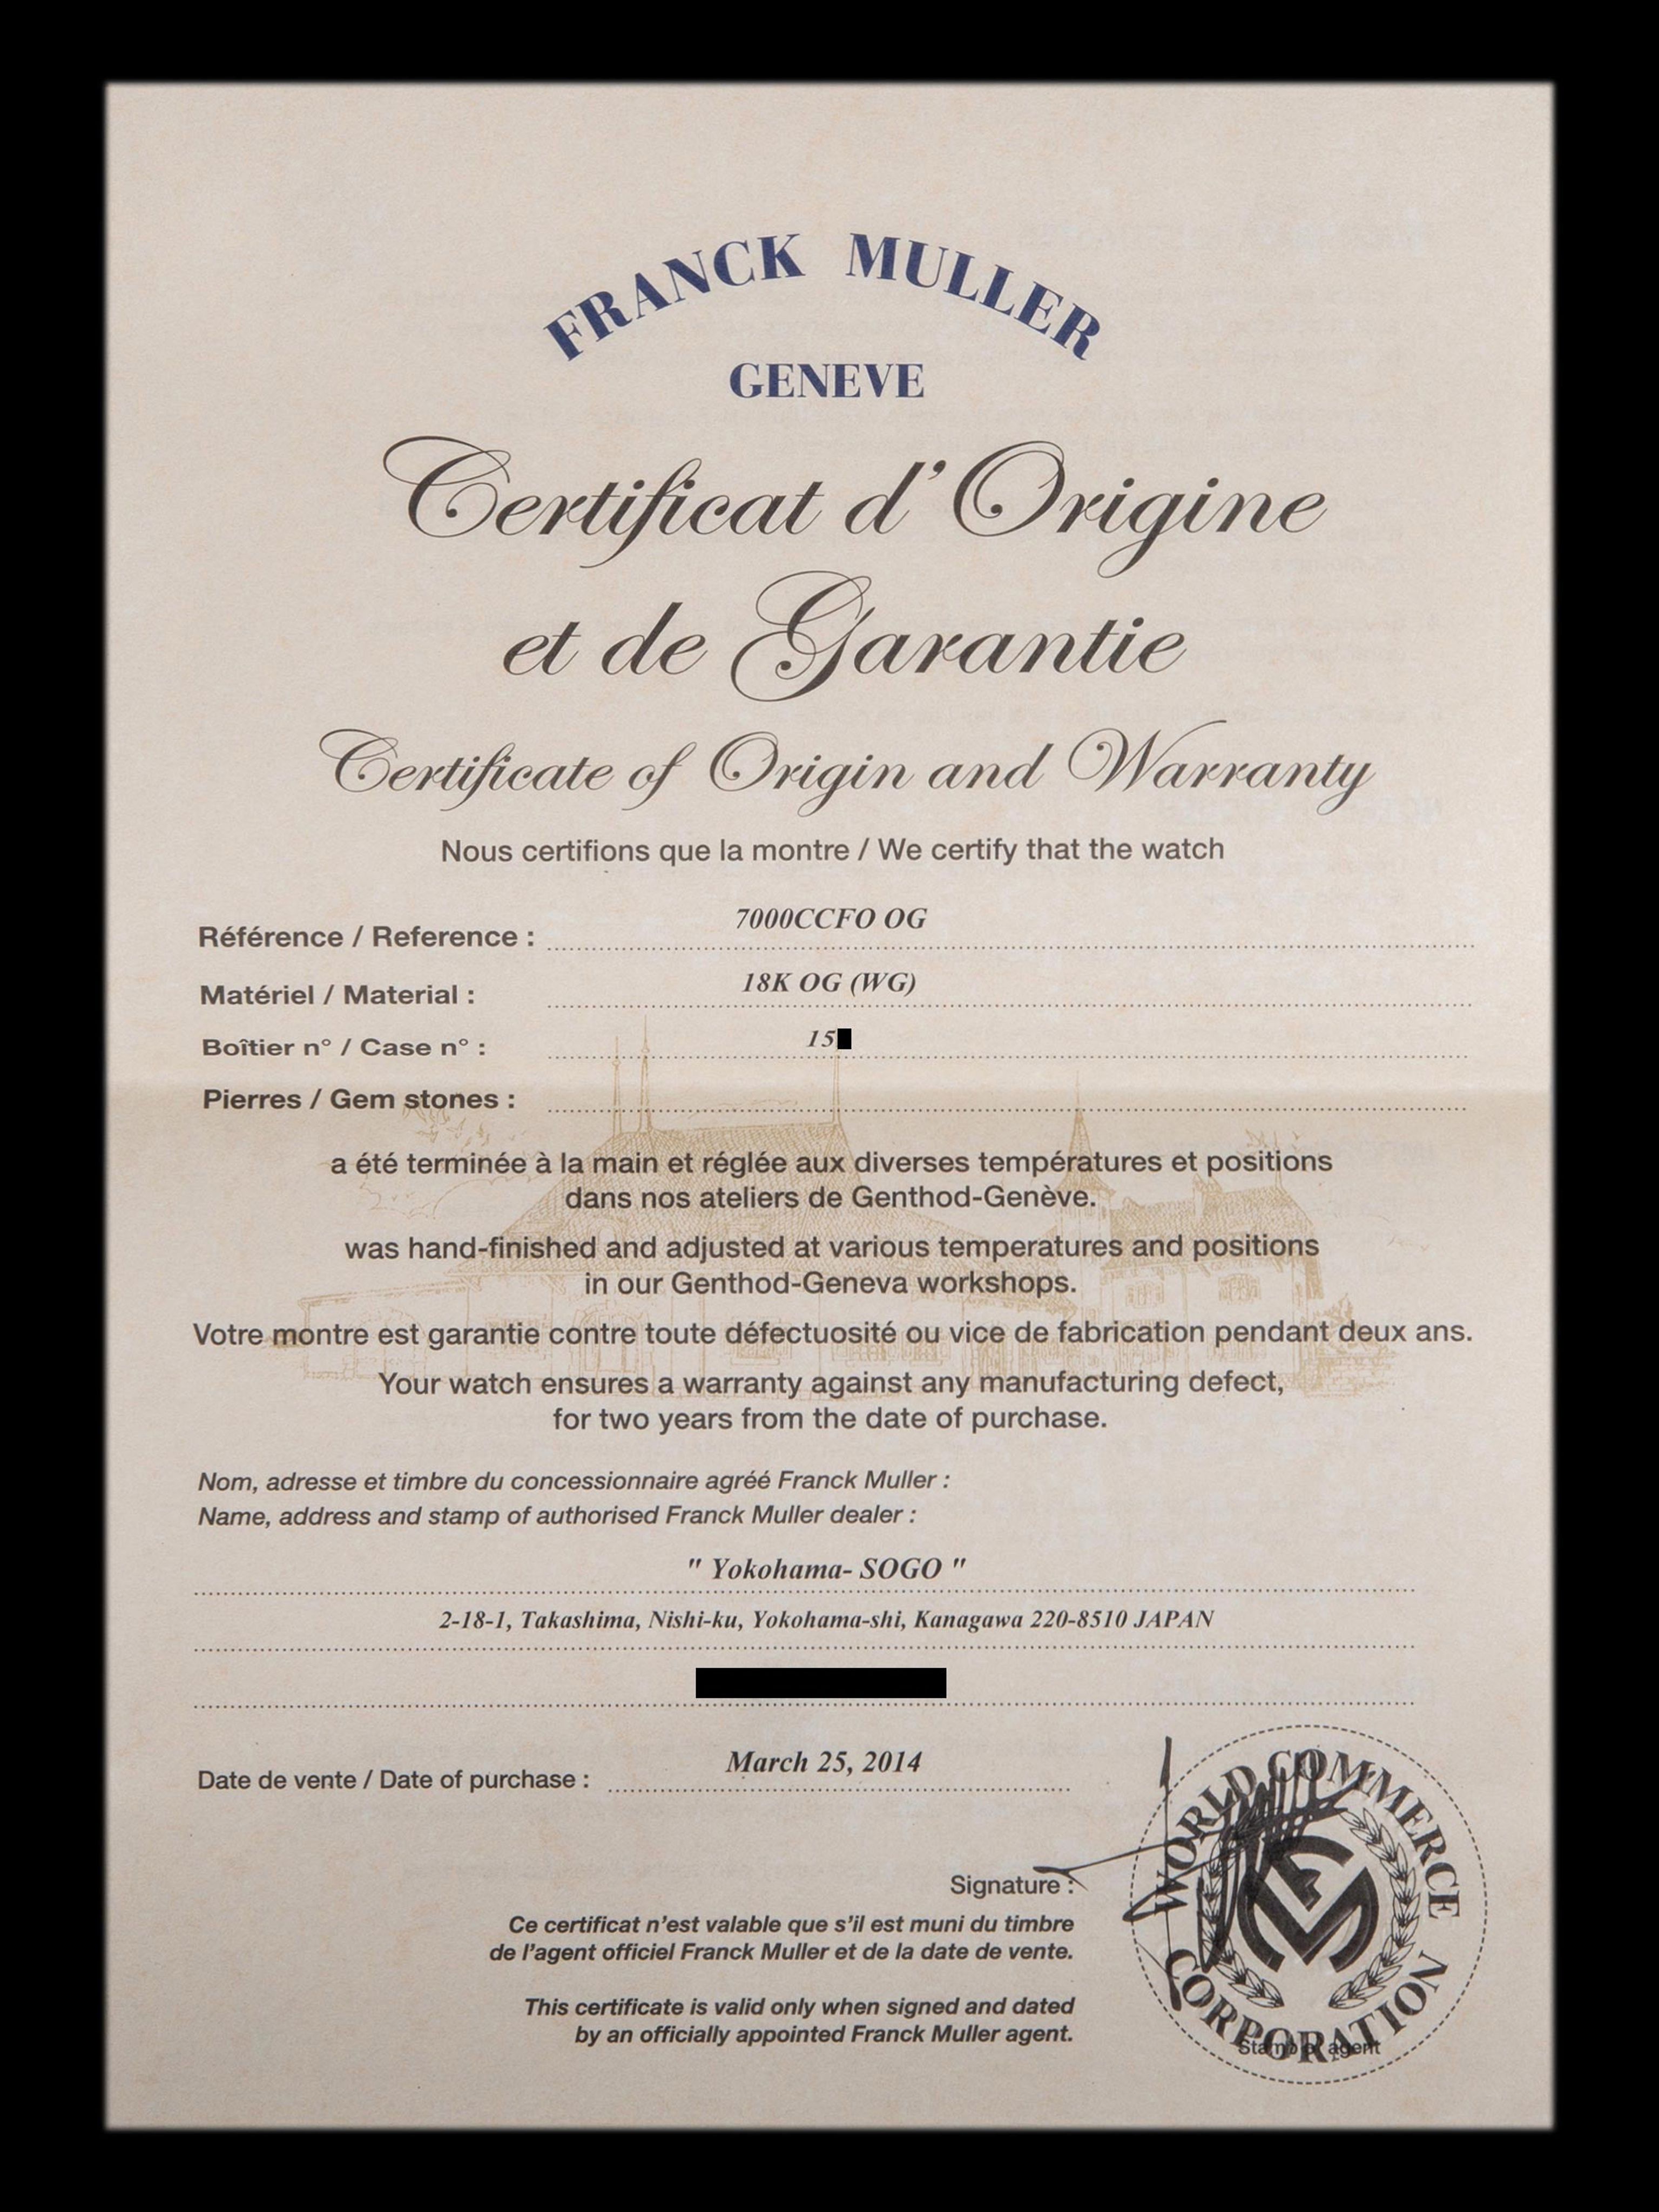 FRANCK MULLER
GENEVE
Certificat d'Origine
et de Garantie
Certificate of Origin and Warranty
Nous certifions que la montre / We certify that the watch
Référence / Reference : 7000CCFO OG
Matériel / Material : 18K OG (WG)
Boîtier n° / Case n° : 15
Pierres / Gem stones :
a été terminée à la main et réglée aux diverses températures et positions
dans nos ateliers de Genthod-Genève.
was hand-finished and adjusted at various temperatures and positions
in our Genthod-Geneva workshops.
Votre montre est garantie contre toute défectuosité ou vice de fabrication pendant deux ans.
Your watch ensures a warranty against any manufacturing defect,
for two years from the date of purchase.
Nom, adresse et timbre du concessionnaire agréé Franck Muller :
Name, address and stamp of authorised Franck Muller dealer :
" Yokohama- SOGO "
2-18-1, Takashima, Nishi-ku, Yokohama-shi, Kanagawa 220-8510 JAPAN
Date de vente / Date of purchase : March 25, 2014
Signature :
Ce certificat n'est valable que s'il est muni du timbre
de l'agent officiel Franck Muller et de la date de vente.
This certificate is valid only when signed and dated
by an officially appointed Franck Muller agent.
WORLD COMMERCE
CORPORATION
Stamp of agent